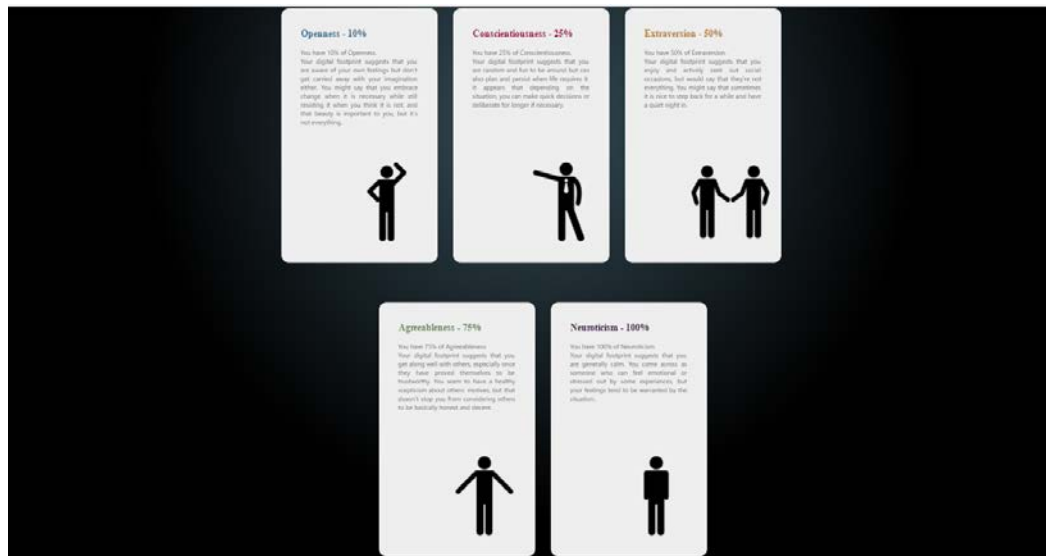 Openness - 10%
You have 10% of Openness.
Your digital footprint suggests that you
are aware of your own feelings but don't
get carried away with your imagination
either. You might say that you embrace
change when it is necessary while still
resisting it when you think it is not, and
that beauty is important to you, but it's
not everything.
Conscientiousness - 25%
You have 25% of Conscientiousness.
Your digital footprint suggests that you
are random and fun to be around but can
also plan and persist when life requires it.
It appears that depending on the
situation, you can make quick decisions or
deliberate for longer if necessary.
Extraversion - 50%
You have 50% of Extraversion.
Your digital footprint suggests that you
enjoy and actively seek out social
occasions, but would say that they're not
everything. You might say that sometimes
it is nice to step back for a while and have
a quiet night in.
Agreeableness - 75%
You have 75% of Agreeableness.
Your digital footprint suggests that you
get along well with others, especially once
they have proved themselves to be
trustworthy. You seem to have a healthy
scepticism about others' motives, but that
doesn't stop you from considering others
to be basically honest and decent.
Neuroticism - 100%
You have 100% of Neuroticism.
Your digital footprint suggests that you
are generally calm. You come across as
someone who can feel emotional or
stressed out by some experiences, but
your feelings tend to be warranted by the
situation.